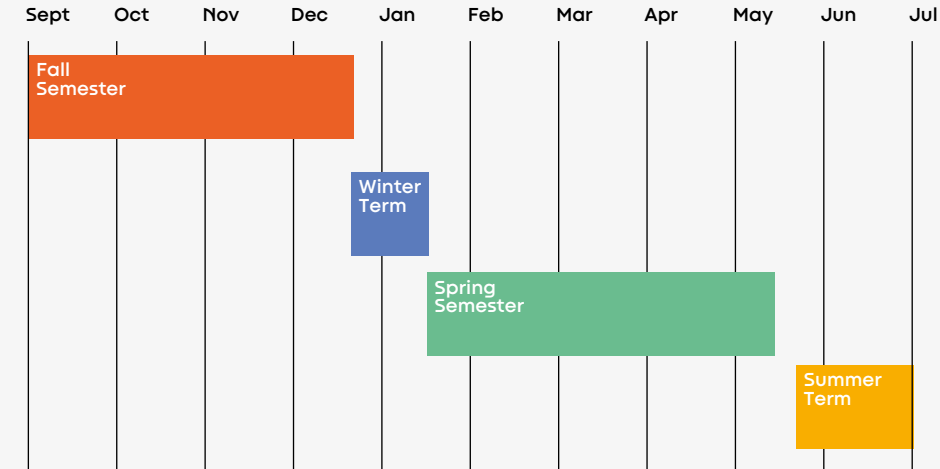 Sept Oct Nov Dec Jan Feb Mar Apr May Jun Jul
Fall
Semester
Winter
Term
Spring
Semester
Summer
Term